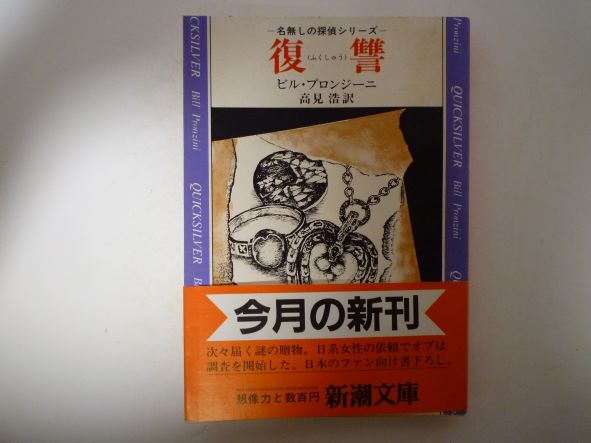 名無しの探偵シリーズ
復讐
(ふくしゅう)
ビル・プロンジーニ
高見浩訳
CKSILVER Bill Pronzini
QUICKSILVER
Pronzini
QUICKSILVER Bill Pronzini
今月の新刊
次々届く謎の贈物。日系女性の依頼でオプは
調査を開始した。日本のファン向け書下ろし。
想像力と数百円 新潮文庫